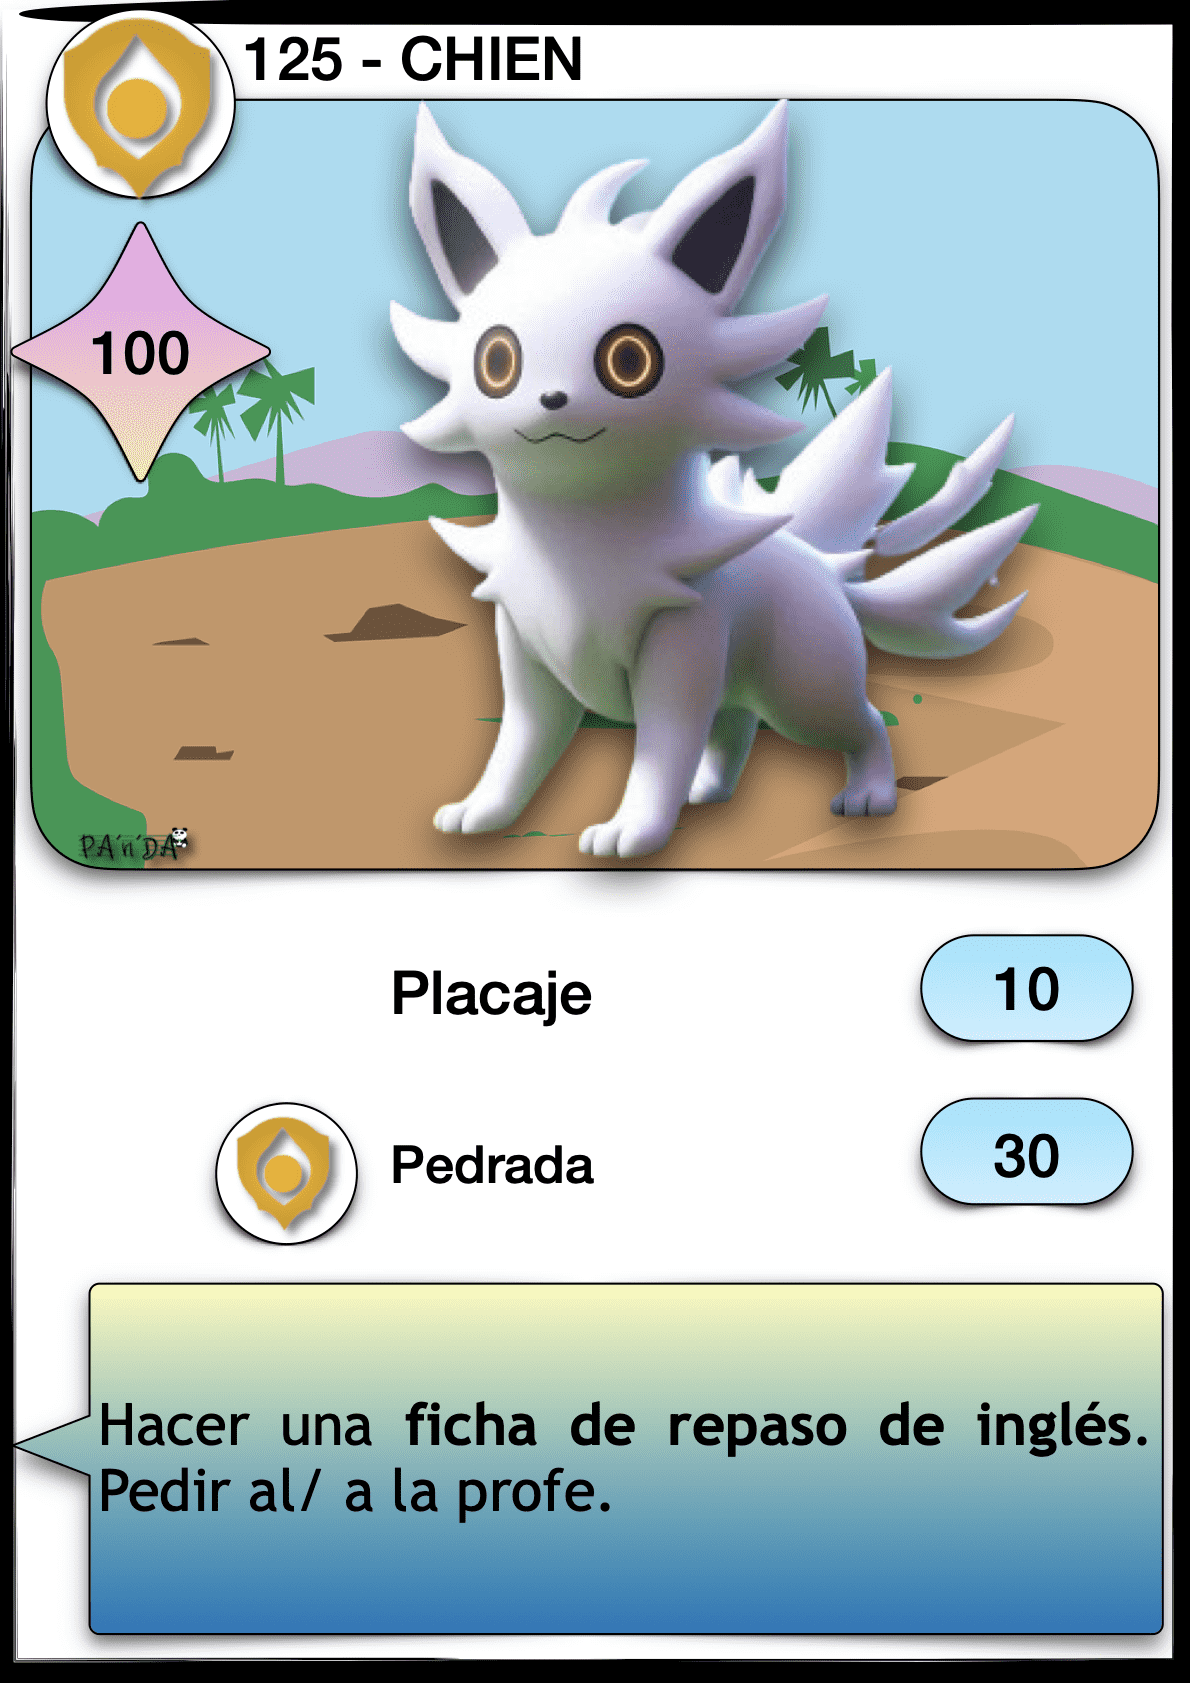 125 - CHIEN
100
PA'n'DA
Placaje
10
Pedrada
30
Hacer una ficha de repaso de inglés.
Pedir al/ a la profe.